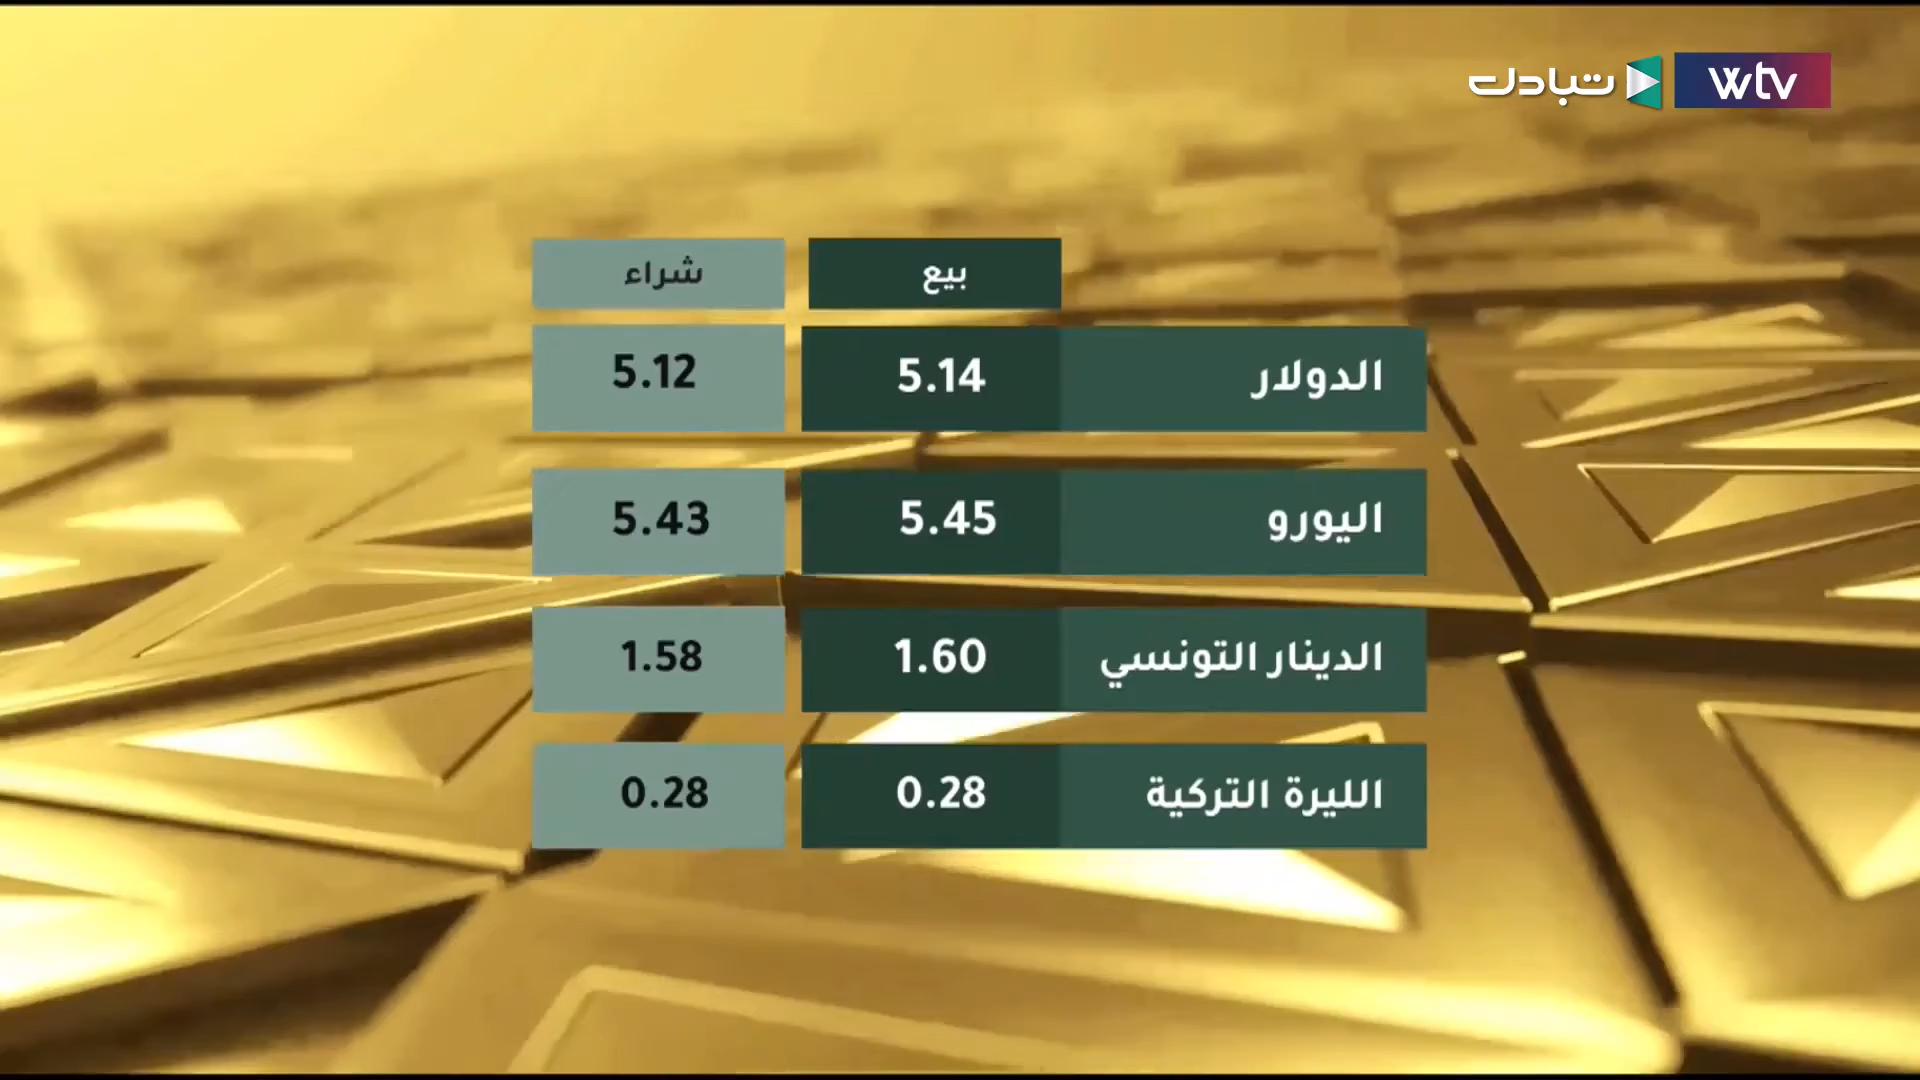 تبادل wtv
بيع شراء
الدولار 5.14 5.12
اليورو 5.45 5.43
الدينار التونسي 1.60 1.58
الليرة التركية 0.28 0.28